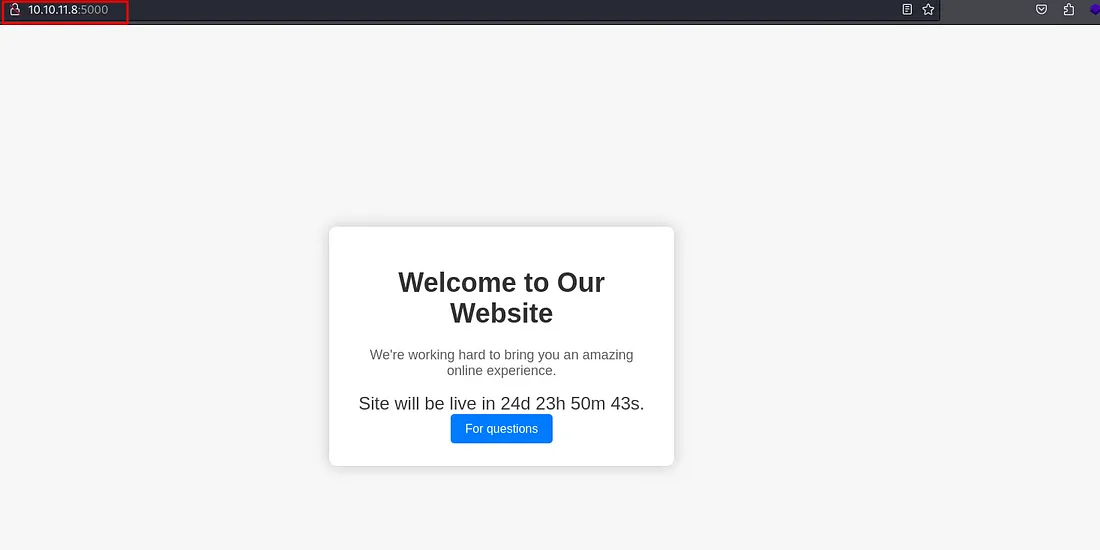 10.10.11.8:5000
Welcome to Our
Website
We're working hard to bring you an amazing
online experience.
Site will be live in 24d 23h 50m 43s.
For questions